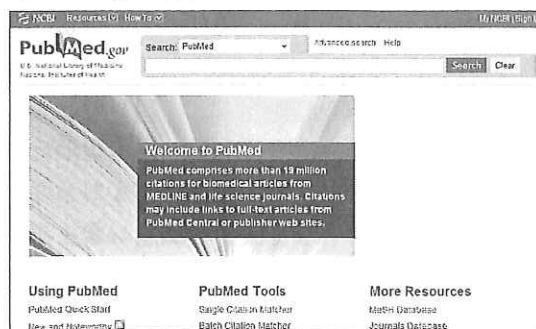 NCBI Resources How To My NCBI | Sign I
PubMed.gov
U.S. National Library of Medicine
National Institutes of Health
Search: PubMed
Advanced search Help
Search Clear
Welcome to PubMed
PubMed comprises more than 19 million
citations for biomedical articles from
MEDLINE and life science journals. Citations
may include links to full-text articles from
PubMed Central or publisher web sites.
Using PubMed
PubMed Quick Start
New and Noteworthy
PubMed Tools
Single Citation Matcher
Batch Citation Matcher
More Resources
MeSH Database
Journals Database